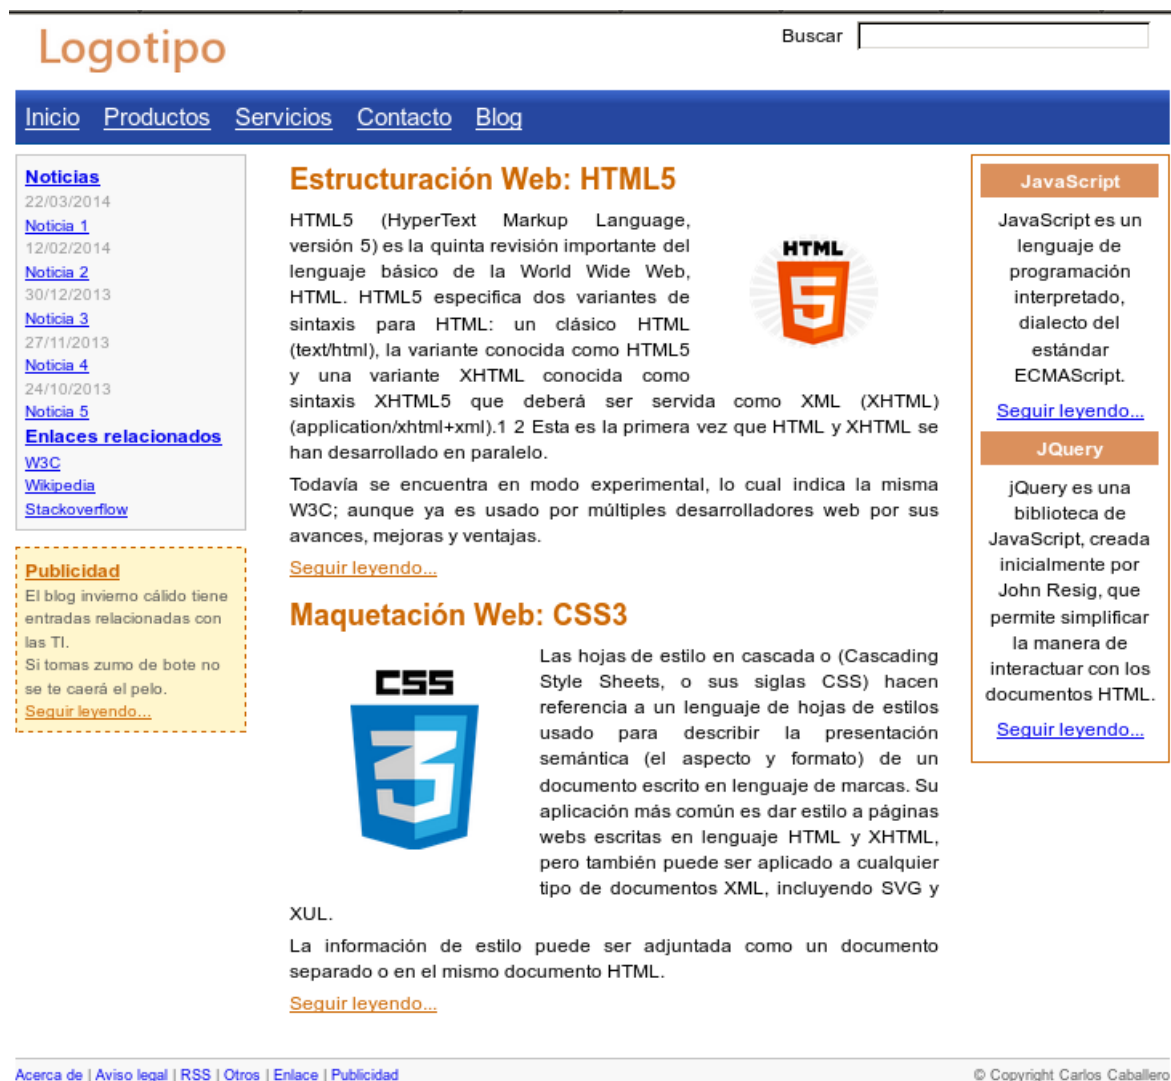 Logotipo
Buscar
Inicio Productos Servicios Contacto Blog
Noticias
22/03/2014
Noticia 1
12/02/2014
Noticia 2
30/12/2013
Noticia 3
27/11/2013
Noticia 4
24/10/2013
Noticia 5
Enlaces relacionados
W3C
Wikipedia
Stackoverflow
Publicidad
El blog invierno cálido tiene
entradas relacionadas con
las TI.
Si tomas zumo de bote no
se te caerá el pelo.
Seguir leyendo...
Estructuración Web: HTML5
HTML5 (HyperText Markup Language,
versión 5) es la quinta revisión importante del
lenguaje básico de la World Wide Web,
HTML. HTML5 especifica dos variantes de
sintaxis para HTML: un clásico HTML
(text/html), la variante conocida como HTML5
y una variante XHTML conocida como
sintaxis XHTML5 que deberá ser servida como XML (XHTML)
(application/xhtml+xml).1 2 Esta es la primera vez que HTML y XHTML se
han desarrollado en paralelo.
HTML
5
Todavía se encuentra en modo experimental, lo cual indica la misma
W3C; aunque ya es usado por múltiples desarrolladores web por sus
avances, mejoras y ventajas.
Seguir leyendo...
Maquetación Web: CSS3
CSS
3
Las hojas de estilo en cascada o (Cascading
Style Sheets, o sus siglas CSS) hacen
referencia a un lenguaje de hojas de estilos
usado para describir la presentación
semántica (el aspecto y formato) de un
documento escrito en lenguaje de marcas. Su
aplicación más común es dar estilo a páginas
webs escritas en lenguaje HTML y XHTML,
pero también puede ser aplicado a cualquier
tipo de documentos XML, incluyendo SVG y
XUL.
La información de estilo puede ser adjuntada como un documento
separado o en el mismo documento HTML.
Seguir leyendo...
JavaScript
JavaScript es un
lenguaje de
programación
interpretado,
dialecto del
estándar
ECMAScript.
Seguir leyendo...
JQuery
jQuery es una
biblioteca de
JavaScript, creada
inicialmente por
John Resig, que
permite simplificar
la manera de
interactuar con los
documentos HTML.
Seguir leyendo...
Acerca de | Aviso legal | RSS | Otros | Enlace | Publicidad
© Copyright Carlos Caballero